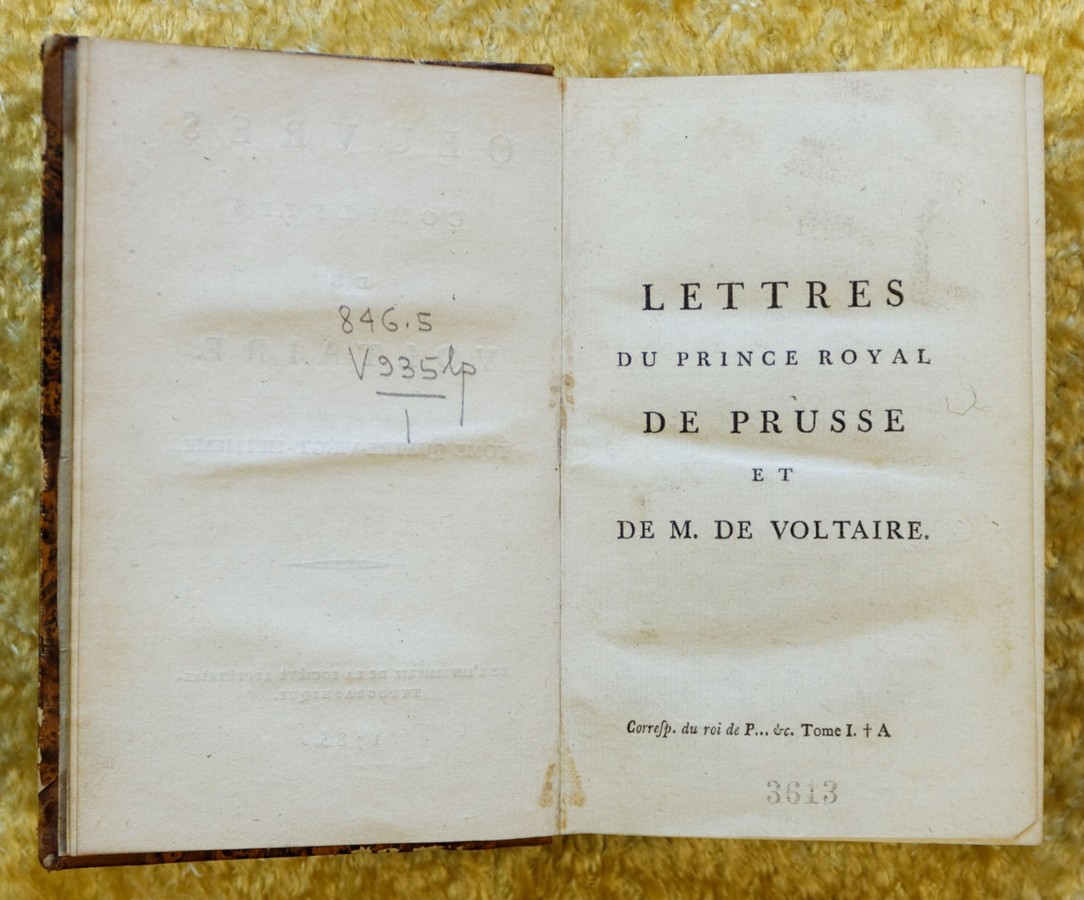 846.5
V935lp
1
LETTRES
DU PRINCE ROYAL
DE PRUSSE
ET
DE M. DE VOLTAIRE.
Correſp. du roi de P... &c. Tome I. † A
3613